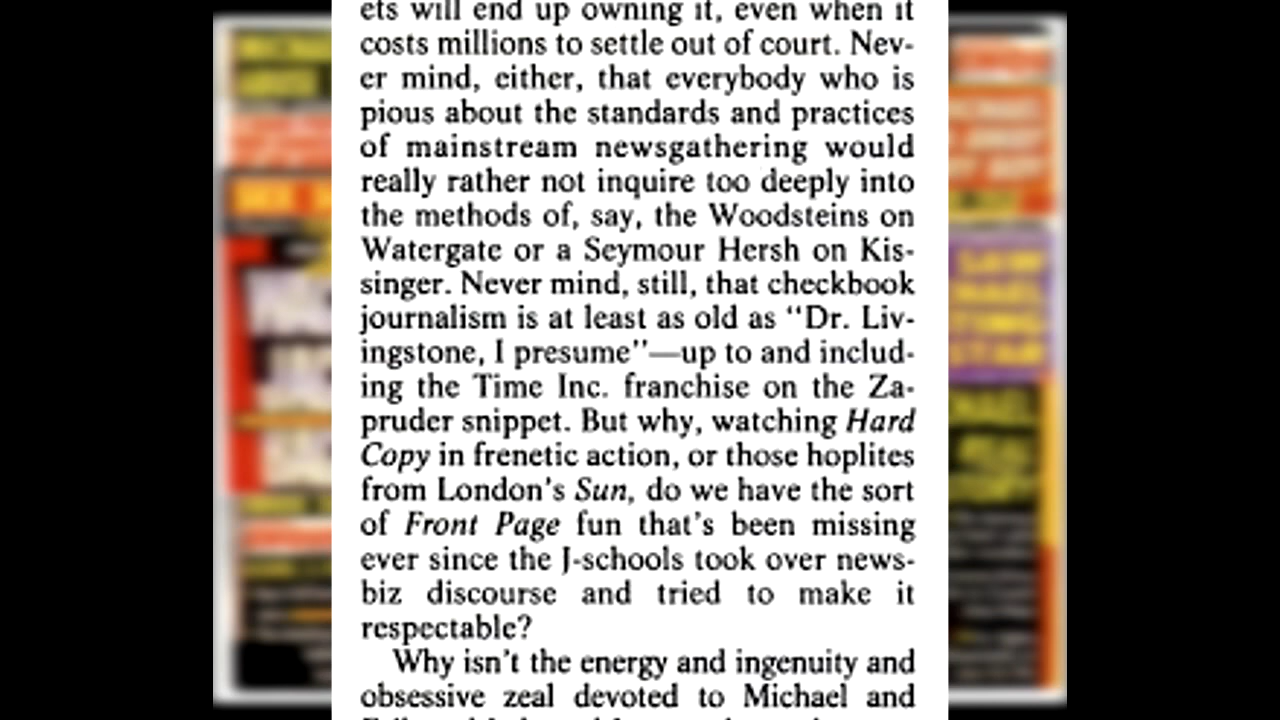 ets will end up owning it, even when it
costs millions to settle out of court. Nev-
er mind, either, that everybody who is
pious about the standards and practices
of mainstream newsgathering would
really rather not inquire too deeply into
the methods of, say, the Woodsteins on
Watergate or a Seymour Hersh on Kis-
singer. Never mind, still, that checkbook
journalism is at least as old as “Dr. Liv-
ingstone, I presume”—up to and includ-
ing the Time Inc. franchise on the Za-
pruder snippet. But why, watching Hard
Copy in frenetic action, or those hoplites
from London's Sun, do we have the sort
of Front Page fun that's been missing
ever since the J-schools took over news-
biz discourse and tried to make it
respectable?
Why isn't the energy and ingenuity and
obsessive zeal devoted to Michael and